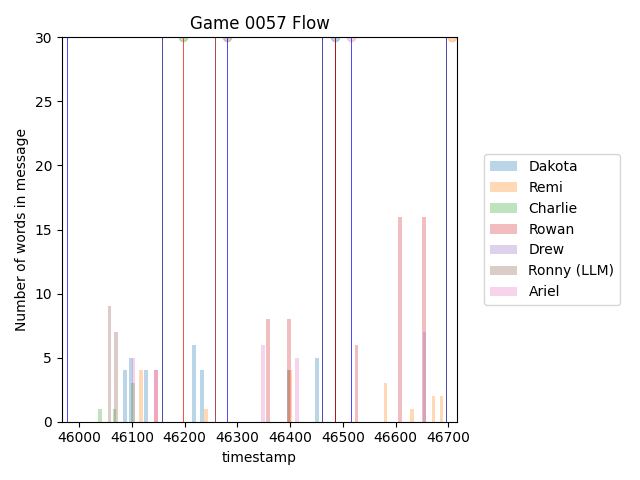 Game 0057 Flow
Number of words in message
30
25
20
15
10
5
0
46000 46100 46200 46300 46400 46500 46600 46700
timestamp
Dakota
Remi
Charlie
Rowan
Drew
Ronny (LLM)
Ariel